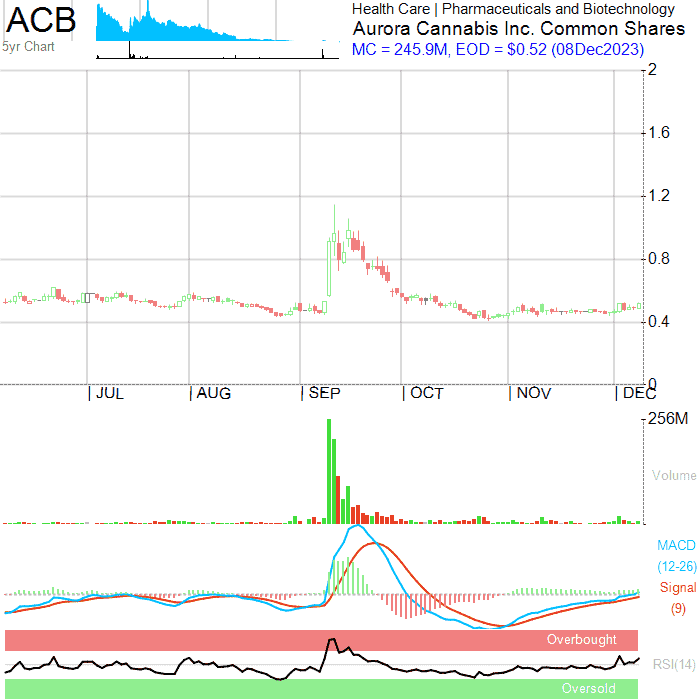 ACB
5yr Chart
Health Care | Pharmaceuticals and Biotechnology
Aurora Cannabis Inc. Common Shares
MC = 245.9M, EOD = $0.52 (08Dec2023)
2
1.6
1.2
0.8
0.4
0
| JUL | AUG | SEP | OCT | NOV | DEC
256M
Volume
MACD
(12-26)
Signal
(9)
Overbought
RSI(14)
Oversold